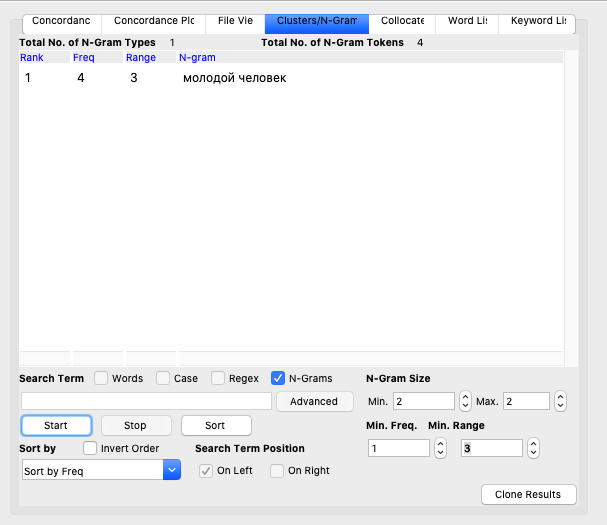 Concordanc Concordance Plc File Vie Clusters/N-Gram Collocate Word Lis Keyword Lis
Total No. of N-Gram Types 1 Total No. of N-Gram Tokens 4
Rank Freq Range N-gram
1 4 3 молодой человек
Search Term Words Case Regex N-Grams N-Gram Size
Advanced Min. 2 Max. 2
Start Stop Sort Min. Freq. Min. Range
Sort by Invert Order Search Term Position 1 3
Sort by Freq On Left On Right
Clone Results